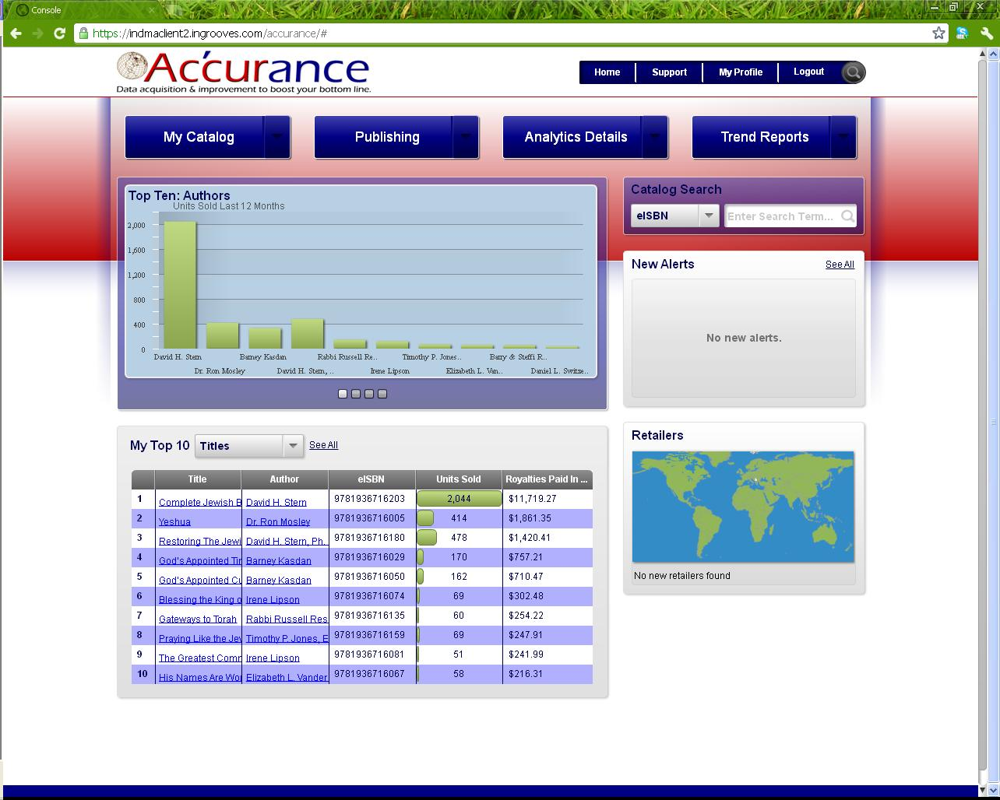 Console
https://indmaclient2.ingrooves.com/accurance/#
Accurance
Data acquisition & improvement to boost your bottom line.
Home Support My Profile Logout
My Catalog Publishing Analytics Details Trend Reports
Top Ten: Authors
Units Sold Last 12 Months
2,000
1,600
1,200
800
400
0
David H. Stern Barney Kasdan Rabbi Russell Re.. Timothy P. Jones.. Barry & Steffi R..
Dr. Ron Mosley David H. Stern, .. Irene Lipson Elizabeth L. Van.. Daniel L. Switze..
Catalog Search
eISBN Enter Search Term...
New Alerts See All
No new alerts.
Retailers
No new retailers found
My Top 10 Titles See All
Title Author eISBN Units Sold Royalties Paid In ...
1 Complete Jewish B David H. Stern 9781936716203 2,044 $11,719.27
2 Yeshua Dr. Ron Mosley 9781936716005 414 $1,861.35
3 Restoring The Jewi David H. Stern, Ph. 9781936716180 478 $1,420.41
4 God's Appointed Tir Barney Kasdan 9781936716029 170 $757.21
5 God's Appointed Cu Barney Kasdan 9781936716050 162 $710.47
6 Blessing the King o Irene Lipson 9781936716074 69 $302.48
7 Gateways to Torah Rabbi Russell Res 9781936716135 60 $254.22
8 Praying Like the Jev Timothy P. Jones, E 9781936716159 69 $247.91
9 The Greatest Comr Irene Lipson 9781936716081 51 $241.99
10 His Names Are Wor Elizabeth L. Vander 9781936716067 58 $216.31